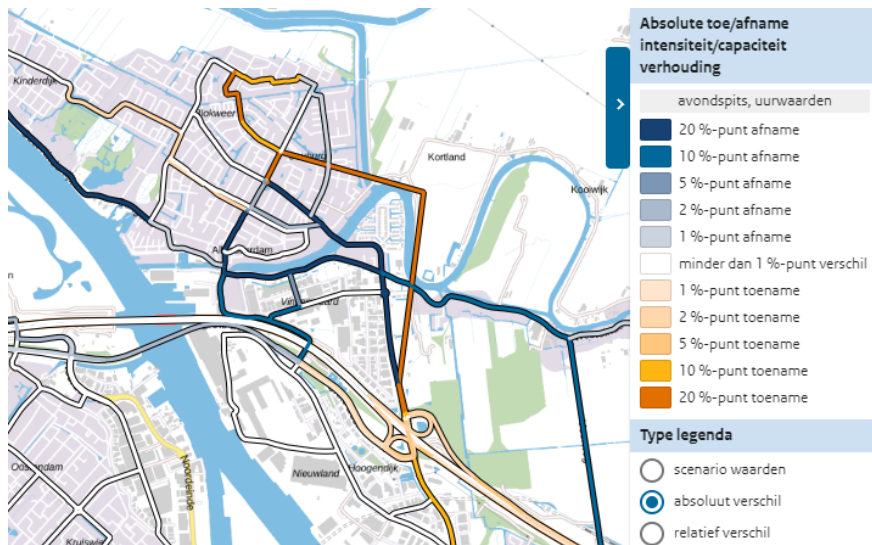 Kinderdijk
Blokweer
Kortland
Kooiwijk
Nieuwland
Hoogendijk
Noordeinde
Absolute toe/afname
intensiteit/capaciteit
verhouding
avondspits, uurwaarden
20 %-punt afname
10 %-punt afname
5 %-punt afname
2 %-punt afname
1 %-punt afname
minder dan 1 %-punt verschil
1 %-punt toename
2 %-punt toename
5 %-punt toename
10 %-punt toename
20 %-punt toename
Type legenda
scenario waarden
absoluut verschil
relatief verschil